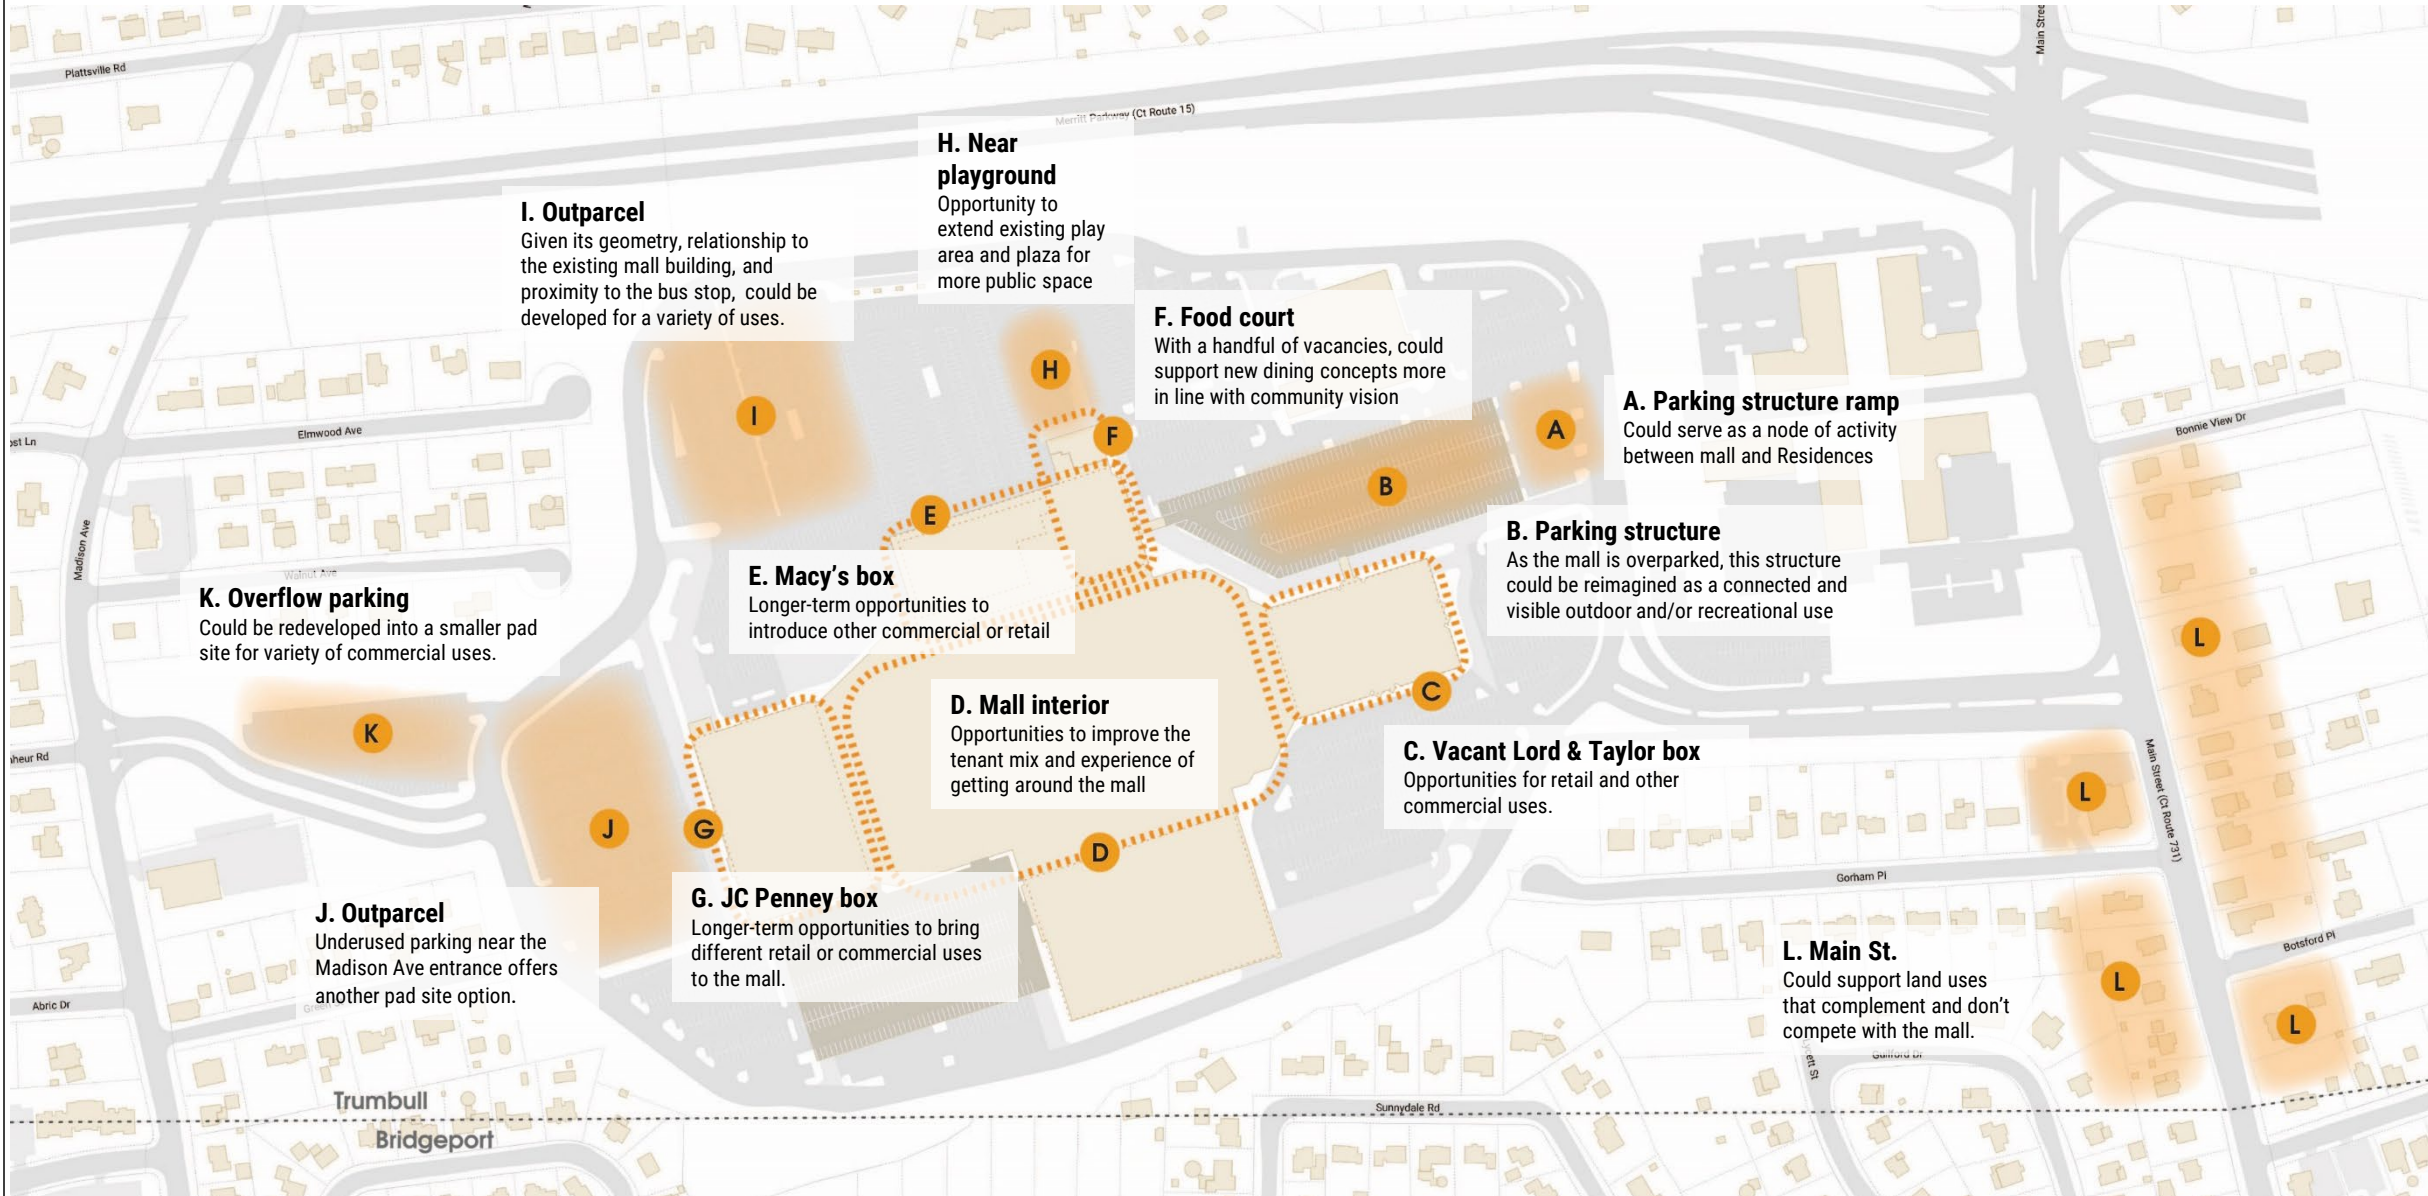 Plattsville Rd
Main Stree
Merritt Parkway (Ct Route 15)
H. Near
playground
Opportunity to
extend existing play
area and plaza for
more public space
I. Outparcel
Given its geometry, relationship to
the existing mall building, and
proximity to the bus stop, could be
developed for a variety of uses.
F. Food court
With a handful of vacancies, could
support new dining concepts more
in line with community vision
H
A. Parking structure ramp
Could serve as a node of activity
between mall and Residences
I
F
A
Bonnie View Dr
Elmwood Ave
ost Ln
B
E
B. Parking structure
As the mall is overparked, this structure
could be reimagined as a connected and
visible outdoor and/or recreational use
Madison Ave
Walnut Ave
E. Macy's box
Longer-term opportunities to
introduce other commercial or retail
K. Overflow parking
Could be redeveloped into a smaller pad
site for variety of commercial uses.
L
C
D. Mall interior
Opportunities to improve the
tenant mix and experience of
getting around the mall
K
C. Vacant Lord & Taylor box
Opportunities for retail and other
commercial uses.
heur Rd
Main Street (Ct Route 731)
L
J
G
D
Gorham Pl
G. JC Penney box
Longer-term opportunities to bring
different retail or commercial uses
to the mall.
J. Outparcel
Underused parking near the
Madison Ave entrance offers
another pad site option.
Botsford Pl
L. Main St.
Could support land uses
that complement and don't
compete with the mall.
L
L
Abric Dr
Green
Guilford Dr
ett St
Trumbull
Sunnydale Rd
Bridgeport